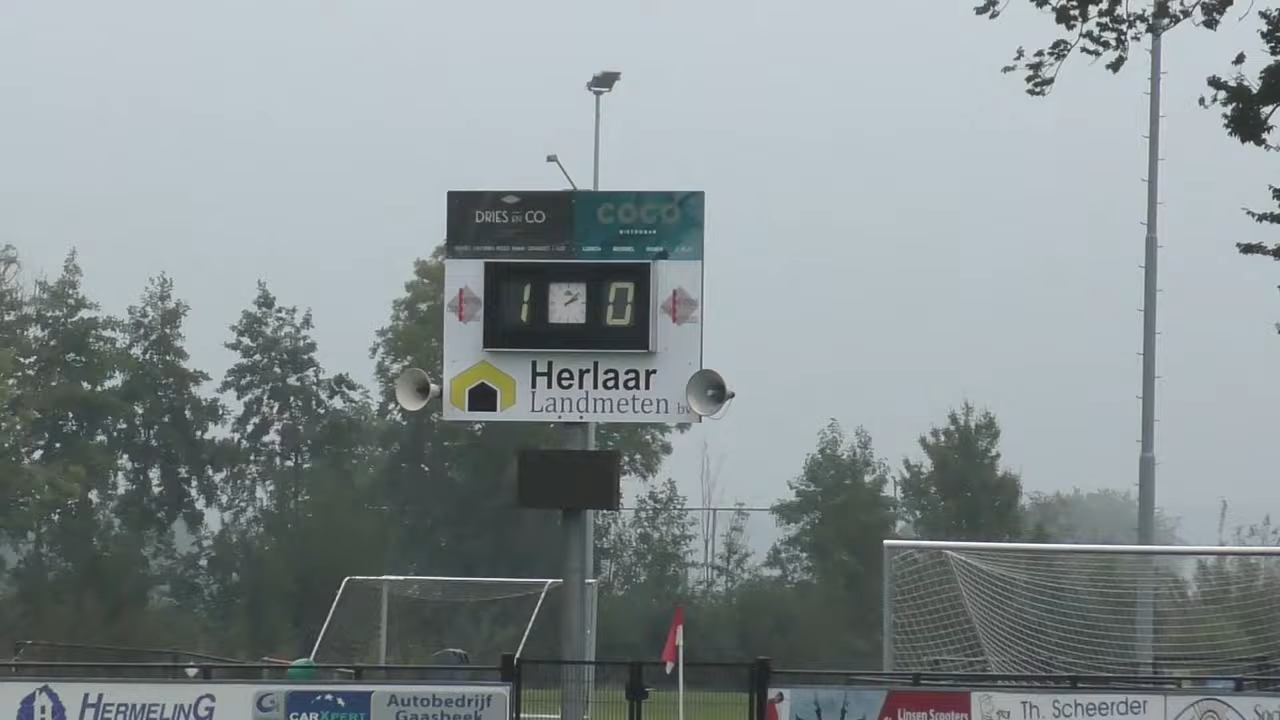 DRIES EN CO
COCO
1 0
Herlaar
Landmeten bv
HERMELING
CARXPERT
Autobedrijf
Gaasbeek
Linsen Scooters
Th. Scheerder